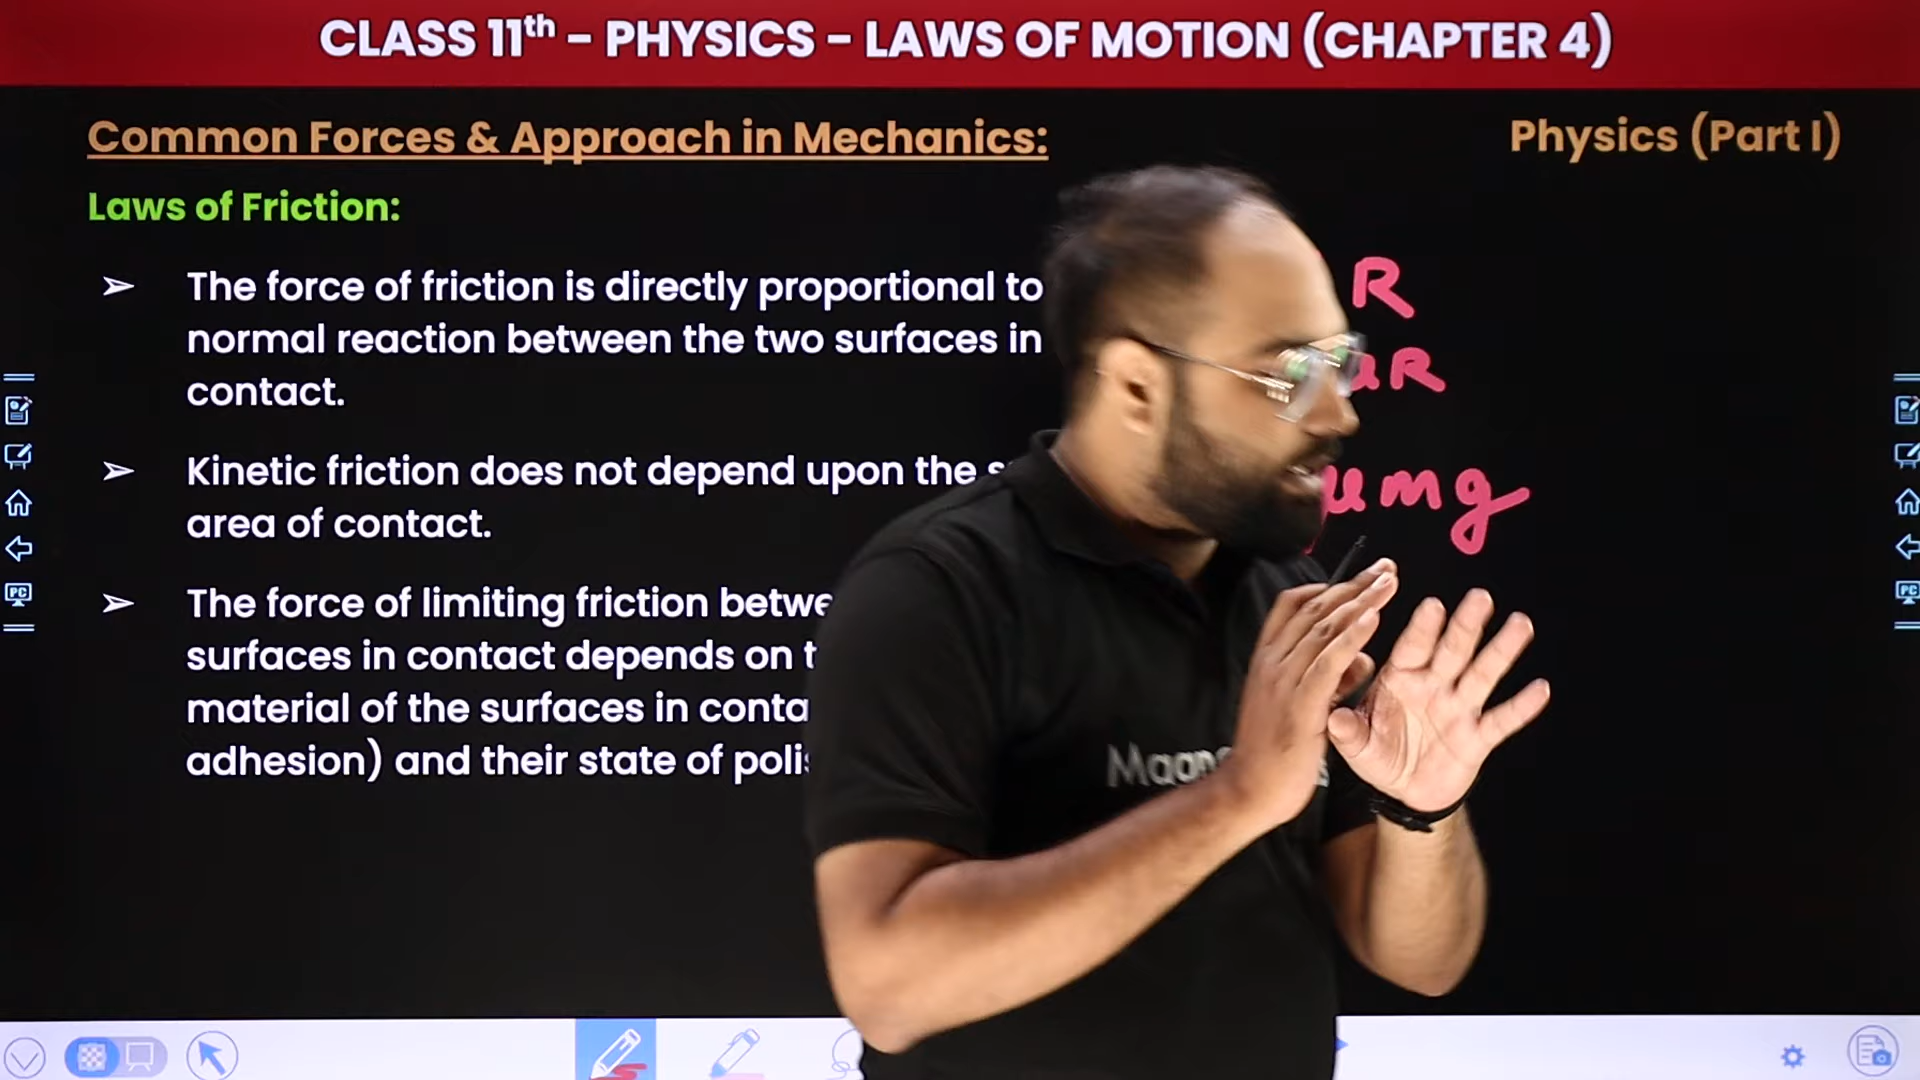 CLASS 11th - PHYSICS - LAWS OF MOTION (CHAPTER 4)
Common Forces & Approach in Mechanics:
Physics (Part I)
Laws of Friction:
➢ The force of friction is directly proportional to
normal reaction between the two surfaces in
contact.
➢ Kinetic friction does not depend upon the
area of contact.
➢ The force of limiting friction
surfaces in contact depends on
material of the surfaces in
adhesion) and their state of
R
R
μmg
PC
PC